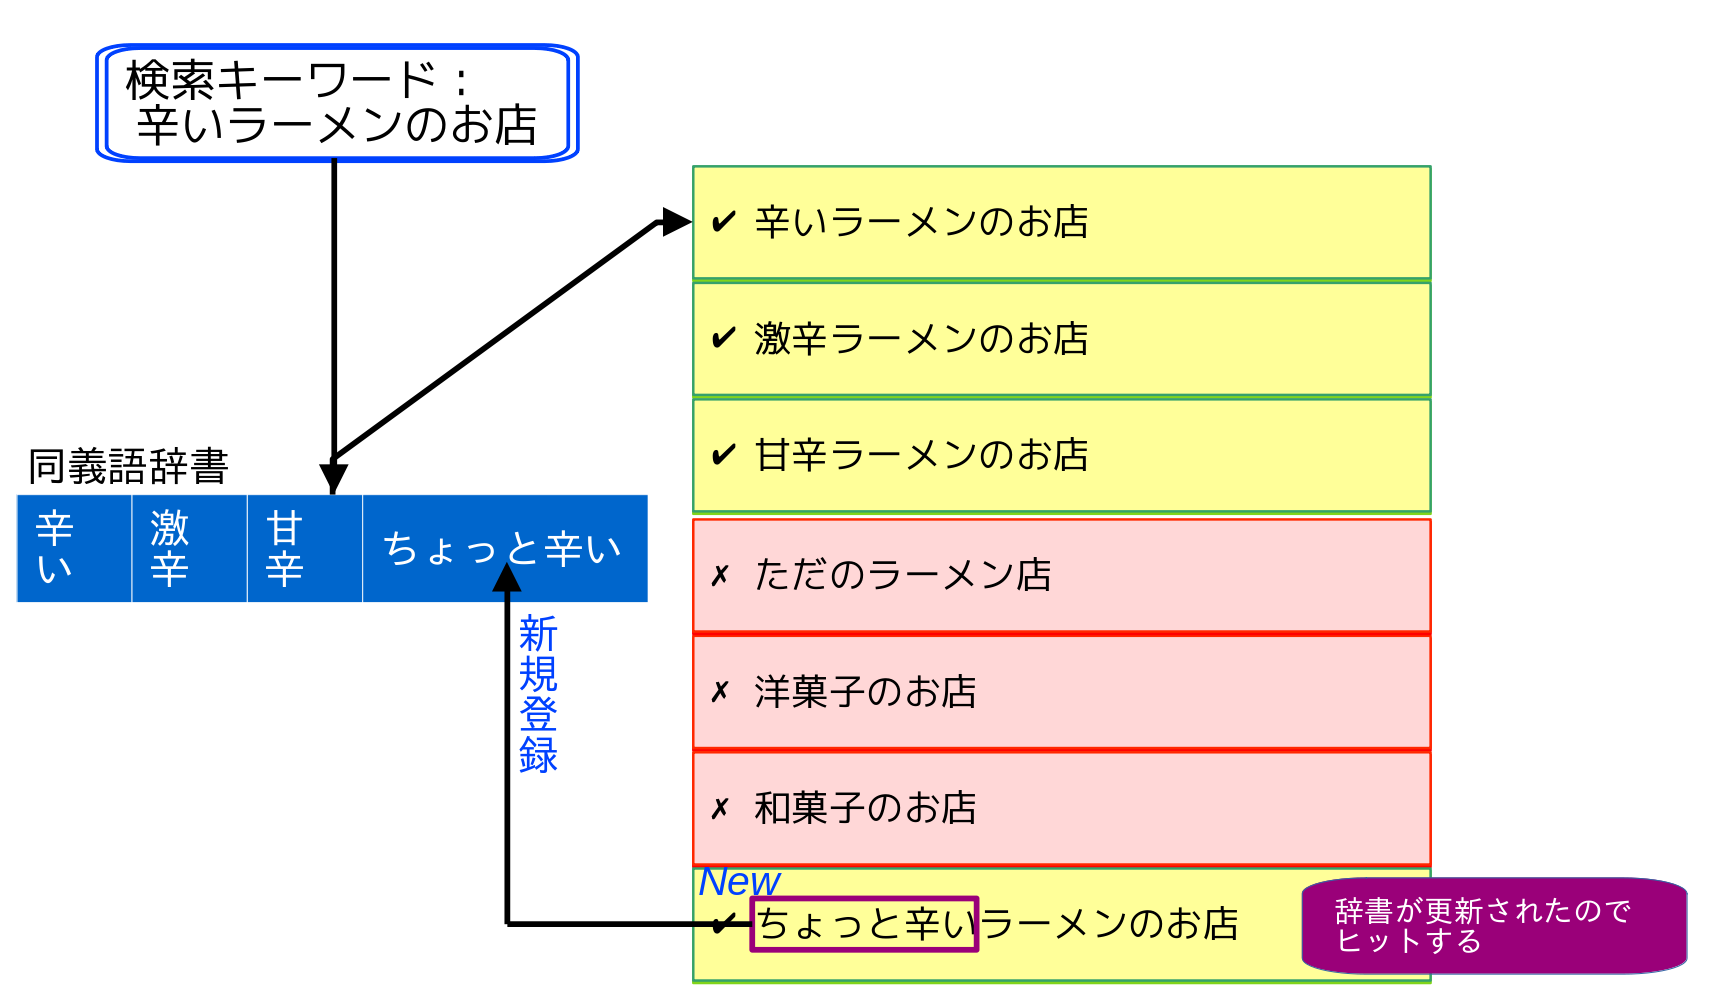 検索キーワード：
辛いラーメンのお店
✔ 辛いラーメンのお店
✔ 激辛ラーメンのお店
✔ 甘辛ラーメンのお店
同義語辞書
辛い
激辛
甘辛
ちょっと辛い
✗ ただのラーメン店
新規登録
✗ 洋菓子のお店
✗ 和菓子のお店
New
✔ ちょっと辛いラーメンのお店
辞書が更新されたので
ヒットする